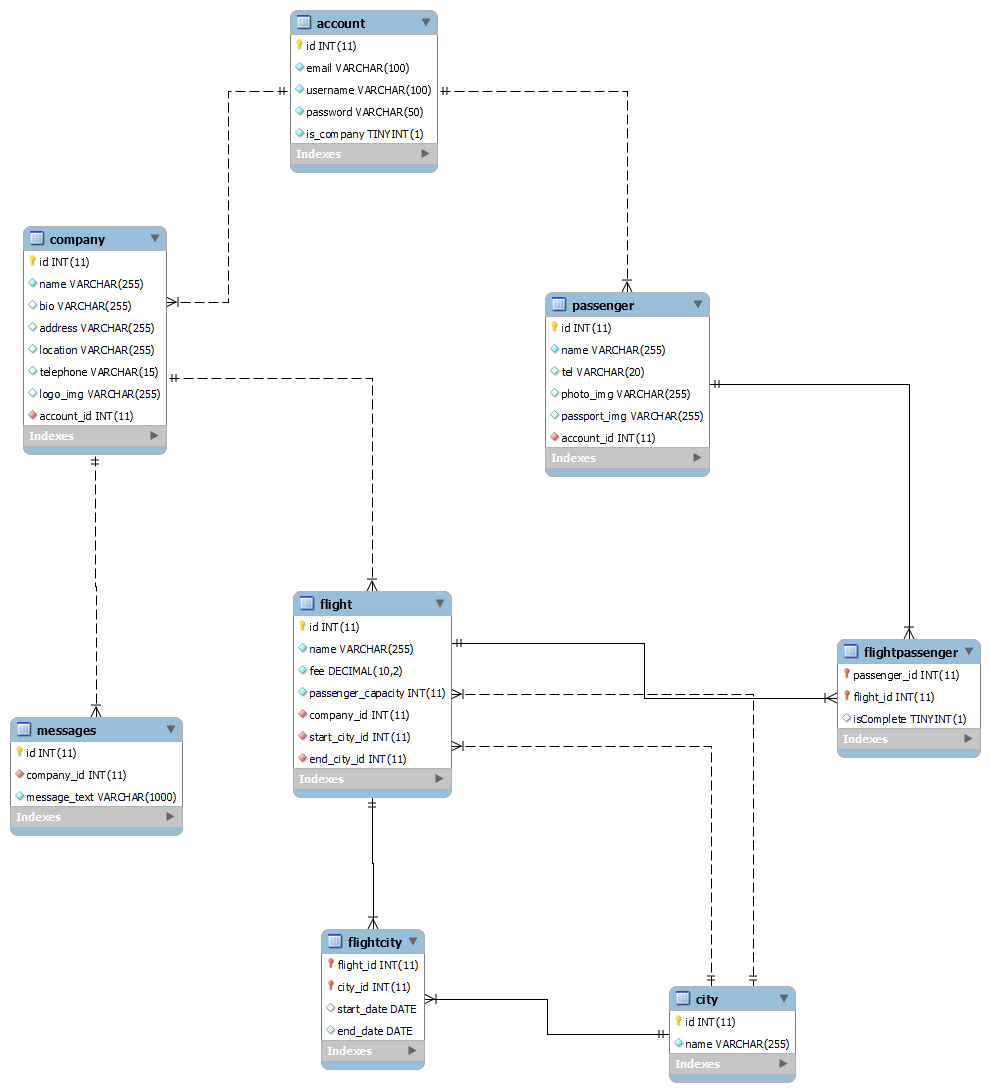 account
id INT(11)
email VARCHAR(100)
username VARCHAR(100)
password VARCHAR(50)
is_company TINYINT(1)
Indexes
company
id INT(11)
name VARCHAR(255)
bio VARCHAR(255)
address VARCHAR(255)
location VARCHAR(255)
telephone VARCHAR(15)
logo_img VARCHAR(255)
account_id INT(11)
Indexes
passenger
id INT(11)
name VARCHAR(255)
tel VARCHAR(20)
photo_img VARCHAR(255)
passport_img VARCHAR(255)
account_id INT(11)
Indexes
flight
id INT(11)
name VARCHAR(255)
fee DECIMAL(10,2)
passenger_capacity INT(11)
company_id INT(11)
start_city_id INT(11)
end_city_id INT(11)
Indexes
flightpassenger
passenger_id INT(11)
flight_id INT(11)
isComplete TINYINT(1)
Indexes
messages
id INT(11)
company_id INT(11)
message_text VARCHAR(1000)
Indexes
flightcity
flight_id INT(11)
city_id INT(11)
start_date DATE
end_date DATE
Indexes
city
id INT(11)
name VARCHAR(255)
Indexes